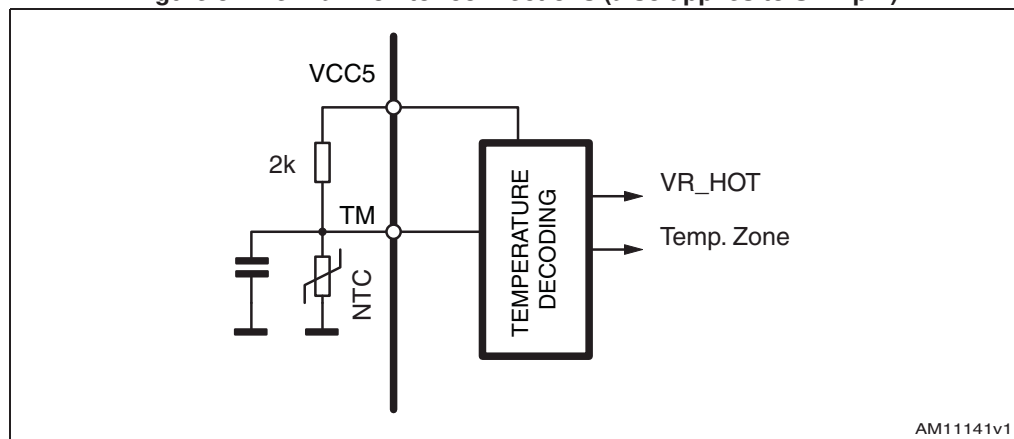 VCC5
2k
TM
NTC
TEMPERATURE
DECODING
VR_HOT
Temp. Zone
AM11141v1